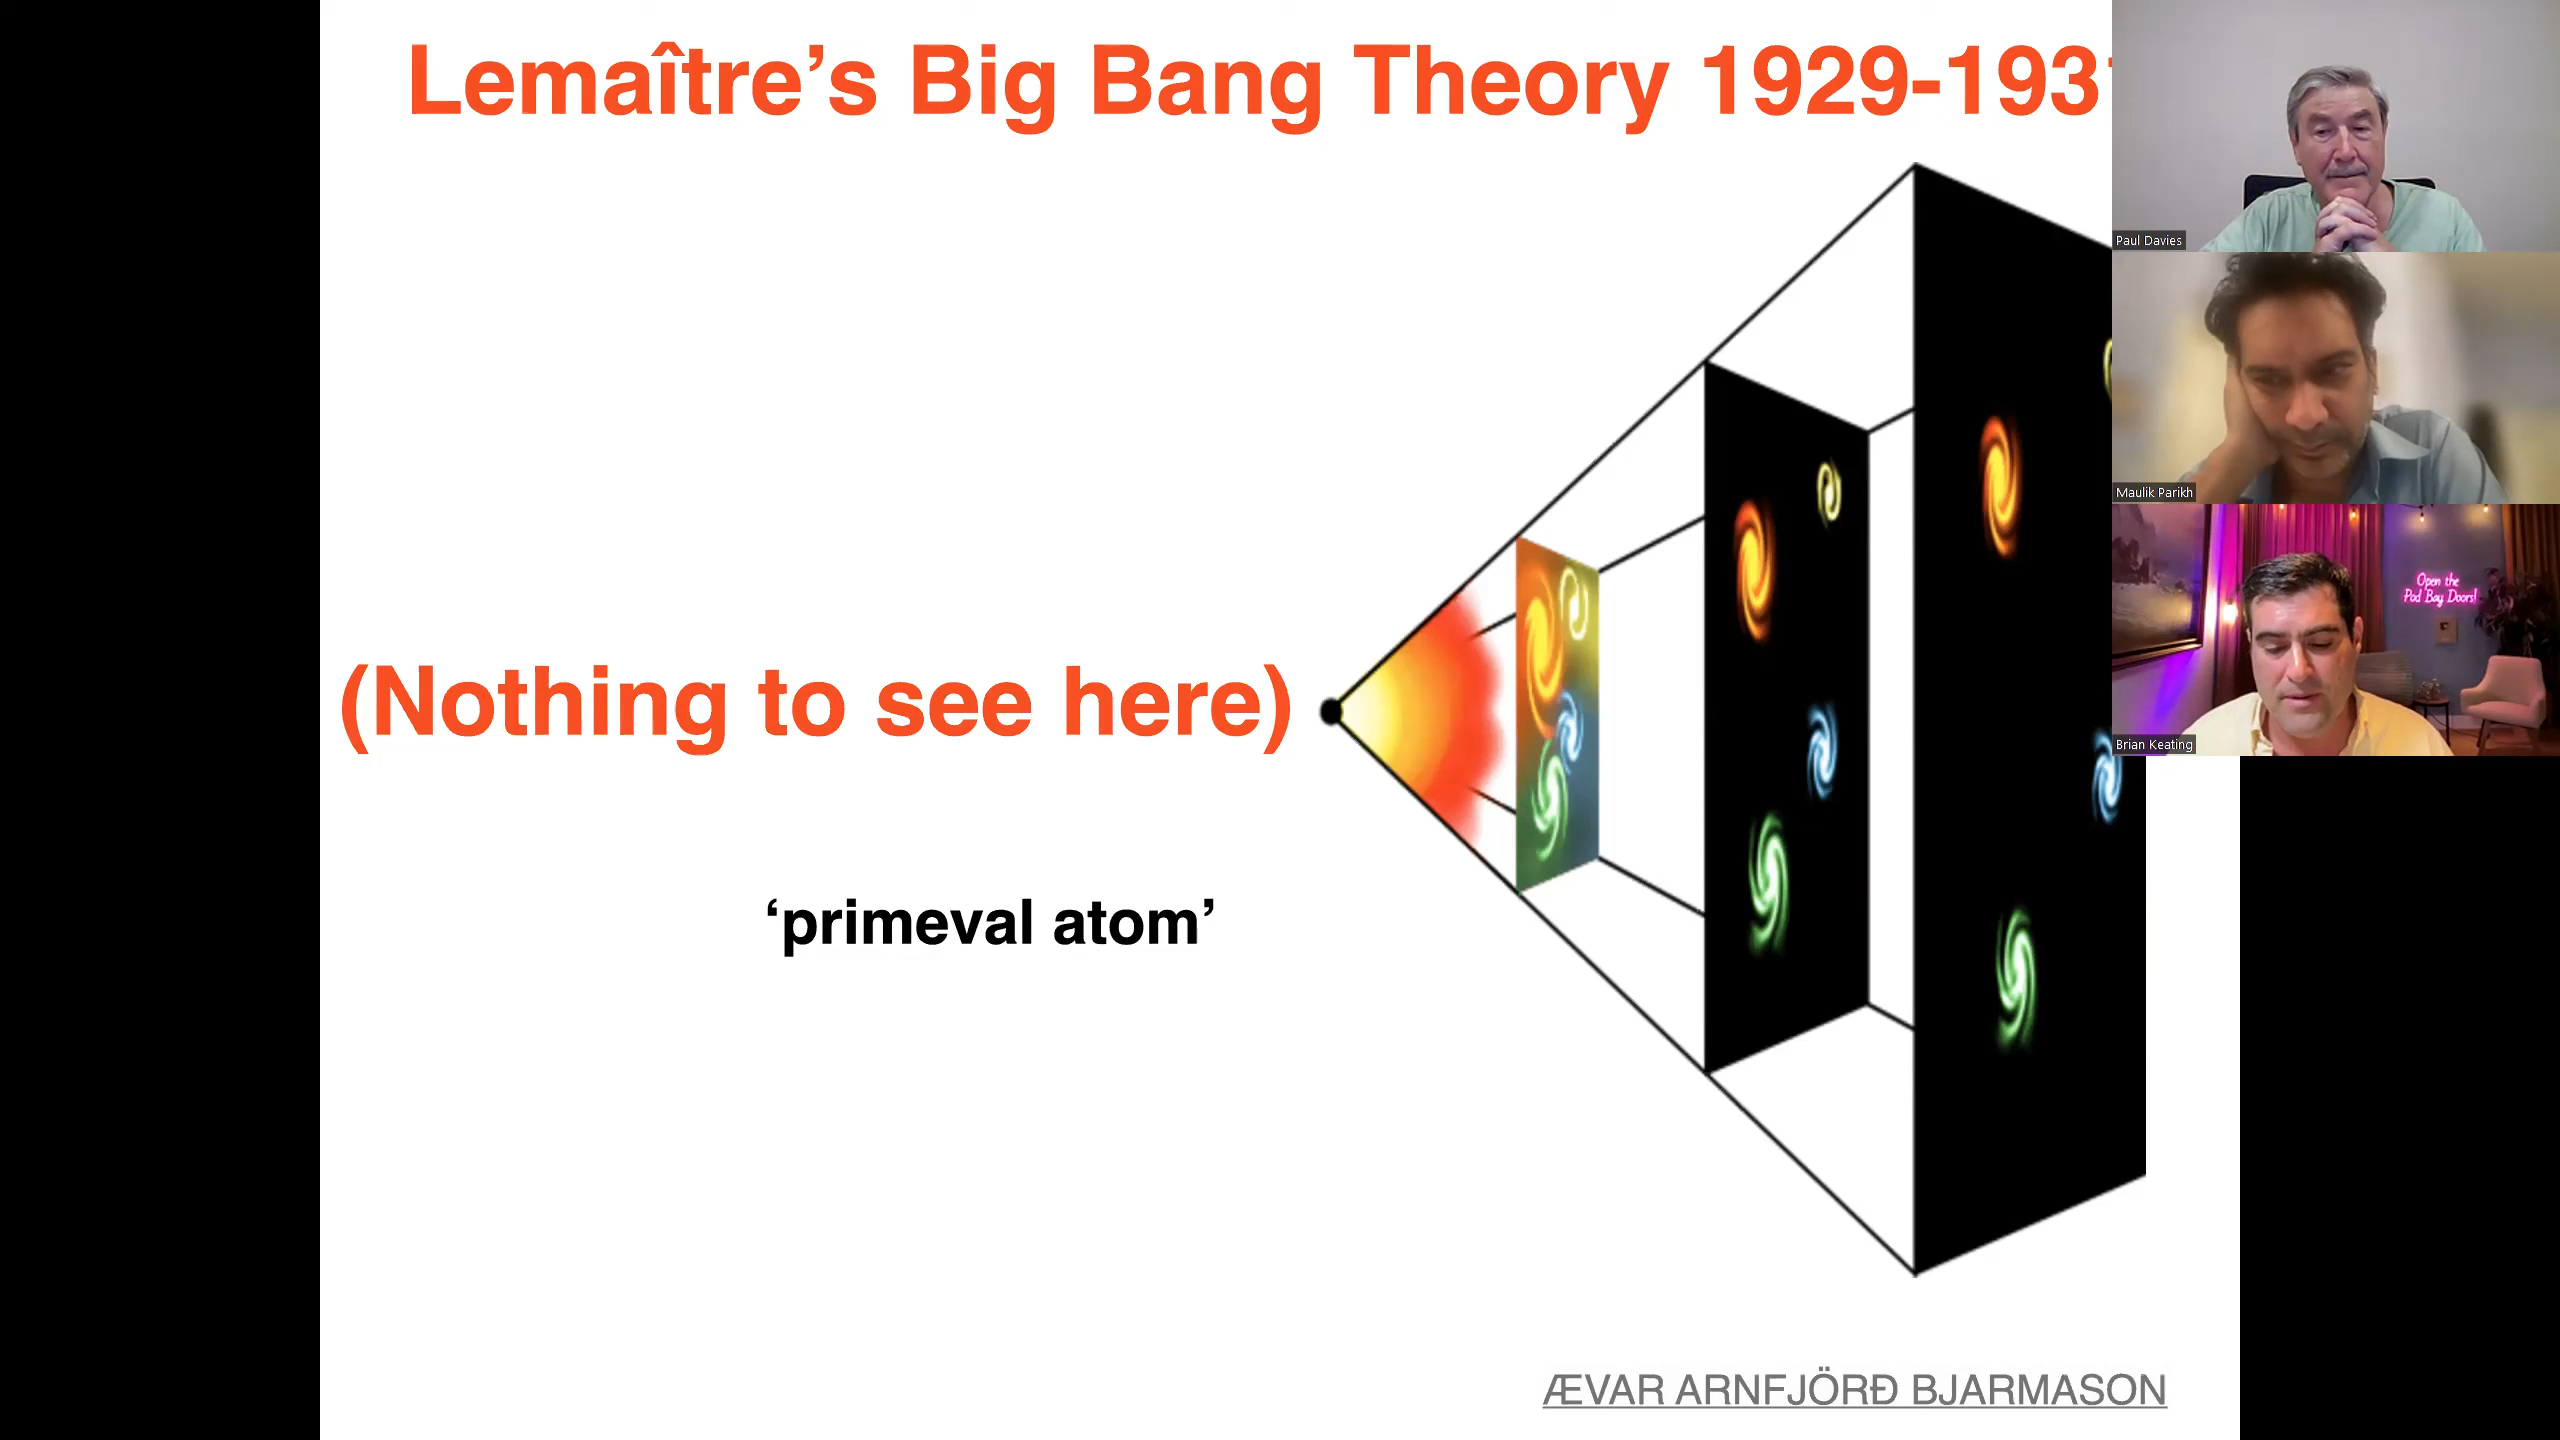 Lemaître’s Big Bang Theory 1929-193
Paul Davies
Maulik Parikh
Open the
Pod Bay Doors!
Brian Keating
(Nothing to see here)
‘primeval atom’
ÆVAR ARNFJÖRÐ BJARMASON